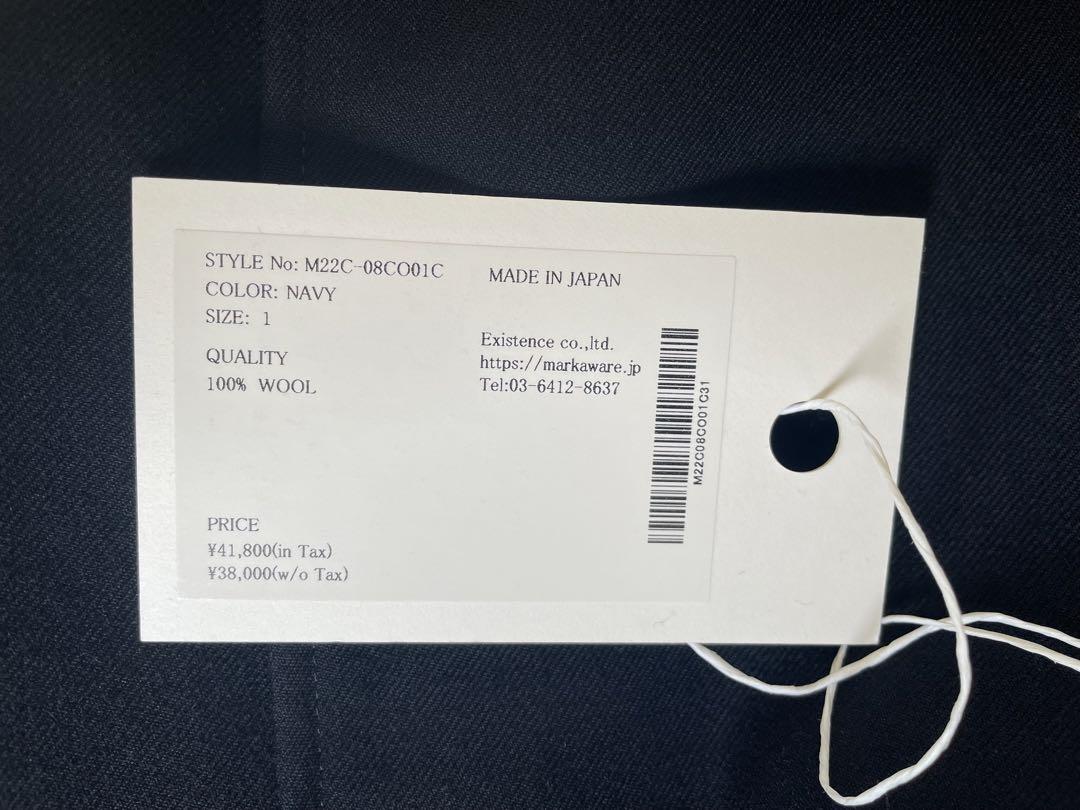 STYLE No: M22C-08CO01C
COLOR: NAVY
SIZE: 1
QUALITY
100% WOOL
MADE IN JAPAN
Existence co.,ltd.
https://markaware.jp
Tel:03-6412-8637
M22C08CO01C31
PRICE
¥41,800(in Tax)
¥38,000(w/o Tax)